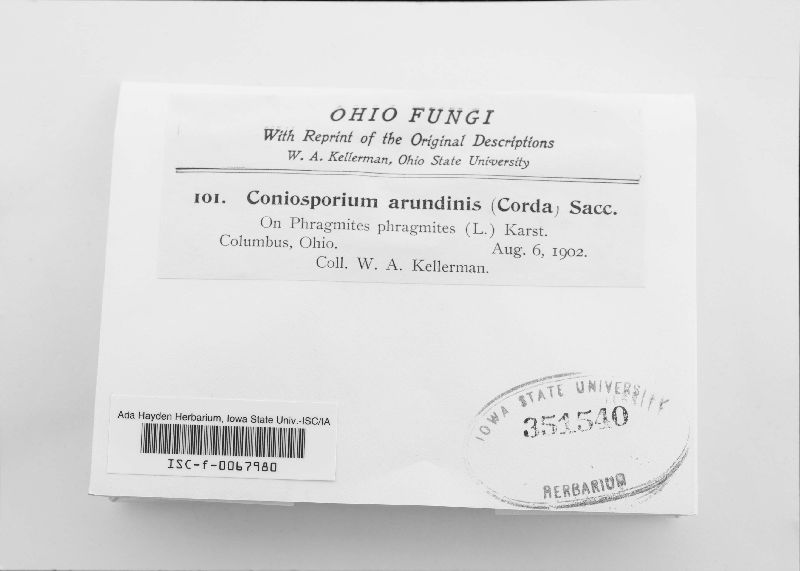 OHIO FUNGI
With Reprint of the Original Descriptions
W. A. Kellerman, Ohio State University
101. Coniosporium arundinis (Corda) Sacc.
On Phragmites phragmites (L.) Karst.
Columbus, Ohio. Aug. 6, 1902.
Coll. W. A. Kellerman.
Ada Hayden Herbarium, Iowa State Univ.-ISC/IA
ISC-f-0067980
IOWA STATE UNIVERSITY
351540
HERBARIUM